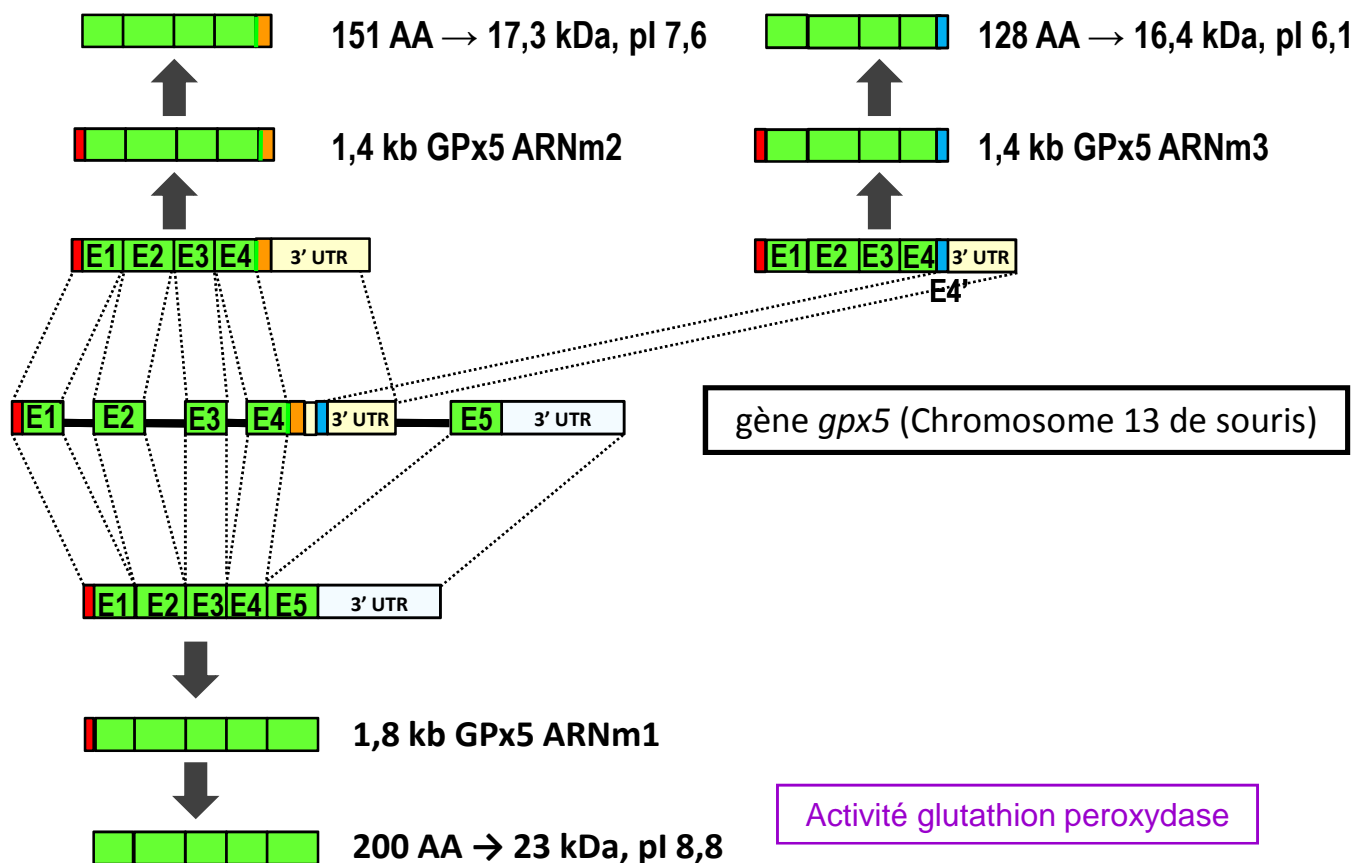 151 AA → 17,3 kDa, pI 7,6
128 AA → 16,4 kDa, pI 6,1
1,4 kb GPx5 ARNm2
1,4 kb GPx5 ARNm3
E1 E2 E3 E4 3' UTR
E1 E2 E3 E4 3' UTR
E4'
E1 E2 E3 E4 3' UTR E5 3' UTR
gène gpx5 (Chromosome 13 de souris)
E1 E2 E3 E4 E5 3' UTR
1,8 kb GPx5 ARNm1
Activité glutathion peroxydase
200 AA → 23 kDa, pI 8,8